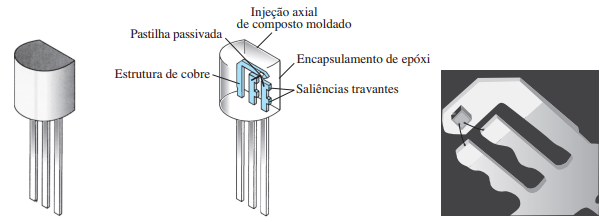 Injeção axial
de composto moldado
Pastilha passivada
Encapsulamento de epóxi
Estrutura de cobre
Saliências travantes